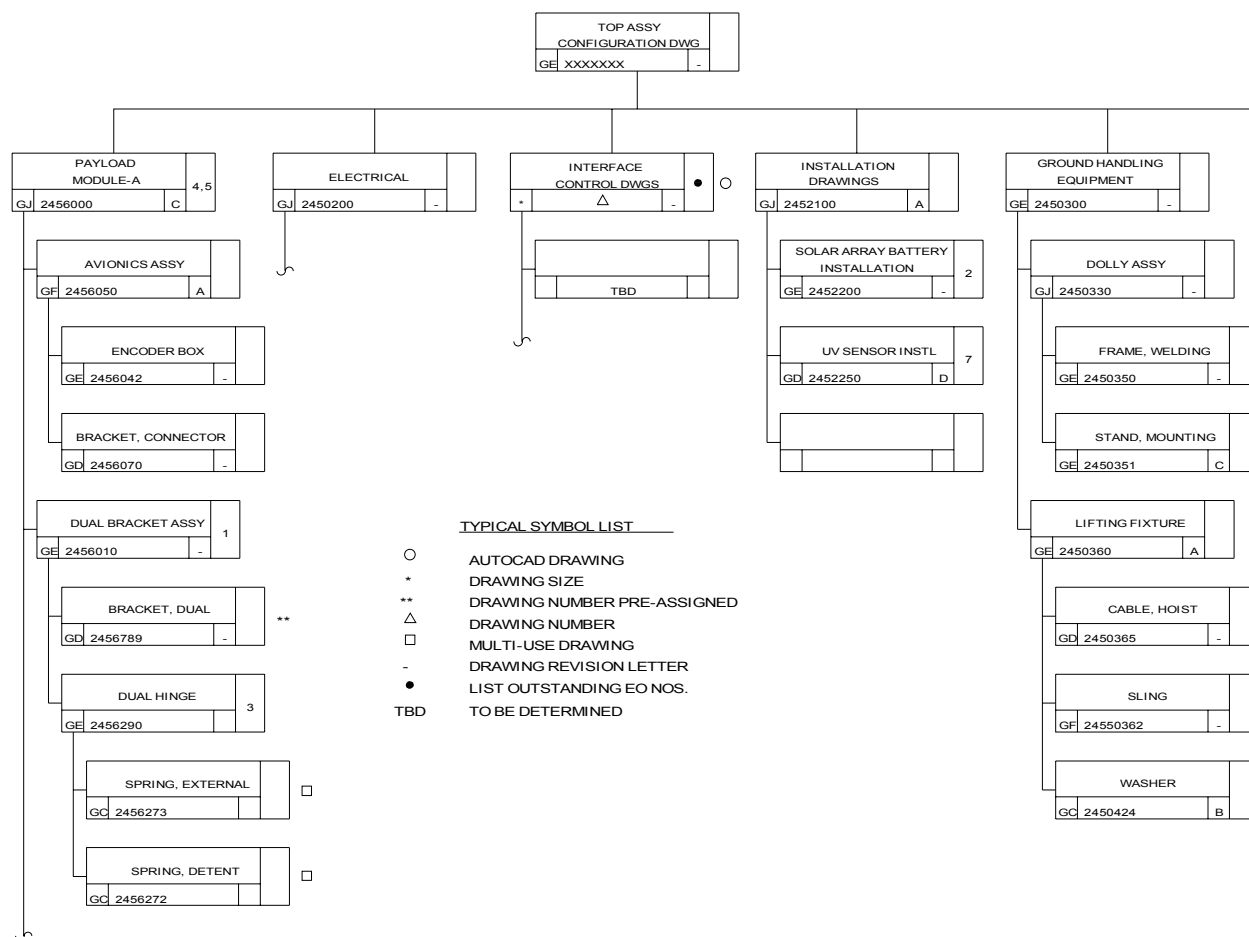 TOP ASSY
CONFIGURATION DWG
GE XXXXXXX -
PAYLOAD
MODULE-A
4,5
GJ 2456000 C
ELECTRICAL
GJ 2450200 -
INTERFACE
CONTROL DWGS
● ○
* △ -
INSTALLATION
DRAWINGS
GJ 2452100 A
GROUND HANDLING
EQUIPMENT
GE 2450300 -
AVIONICS ASSY
GF 2456050 A
ENCODER BOX
GE 2456042 -
BRACKET, CONNECTOR
GD 2456070 -
DUAL BRACKET ASSY
1
GE 2456010 -
BRACKET, DUAL
**
GD 2456789 -
DUAL HINGE
3
GE 2456290
SPRING, EXTERNAL
□
GC 2456273
SPRING, DETENT
□
GC 2456272
TBD
SOLAR ARRAY BATTERY
INSTALLATION
2
GE 2452200 -
UV SENSOR INSTL
7
GD 2452250 D
DOLLY ASSY
GJ 2450330 -
FRAME, WELDING
GE 2450350 -
STAND, MOUNTING
GE 2450351 C
LIFTING FIXTURE
GE 2450360 A
CABLE, HOIST
GD 2450365 -
SLING
GF 24550362 -
WASHER
GC 2450424 B
TYPICAL SYMBOL LIST
○ AUTOCAD DRAWING
* DRAWING SIZE
** DRAWING NUMBER PRE-ASSIGNED
△ DRAWING NUMBER
□ MULTI-USE DRAWING
- DRAWING REVISION LETTER
● LIST OUTSTANDING EO NOS.
TBD TO BE DETERMINED